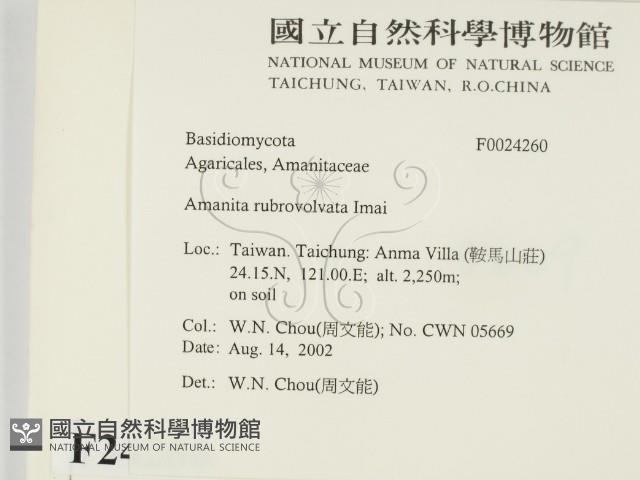 國立自然科學博物館
NATIONAL MUSEUM OF NATURAL SCIENCE
TAICHUNG, TAIWAN, R.O.CHINA
Basidiomycota F0024260
Agaricales, Amanitaceae
Amanita rubrovolvata Imai
Loc.: Taiwan. Taichung: Anma Villa (鞍馬山莊)
24.15.N, 121.00.E; alt. 2,250m;
on soil
Col.: W.N. Chou(周文能); No. CWN 05669
Date: Aug. 14, 2002
Det.: W.N. Chou(周文能)
國立自然科學博物館
NATIONAL MUSEUM OF NATURAL SCIENCE
F2-